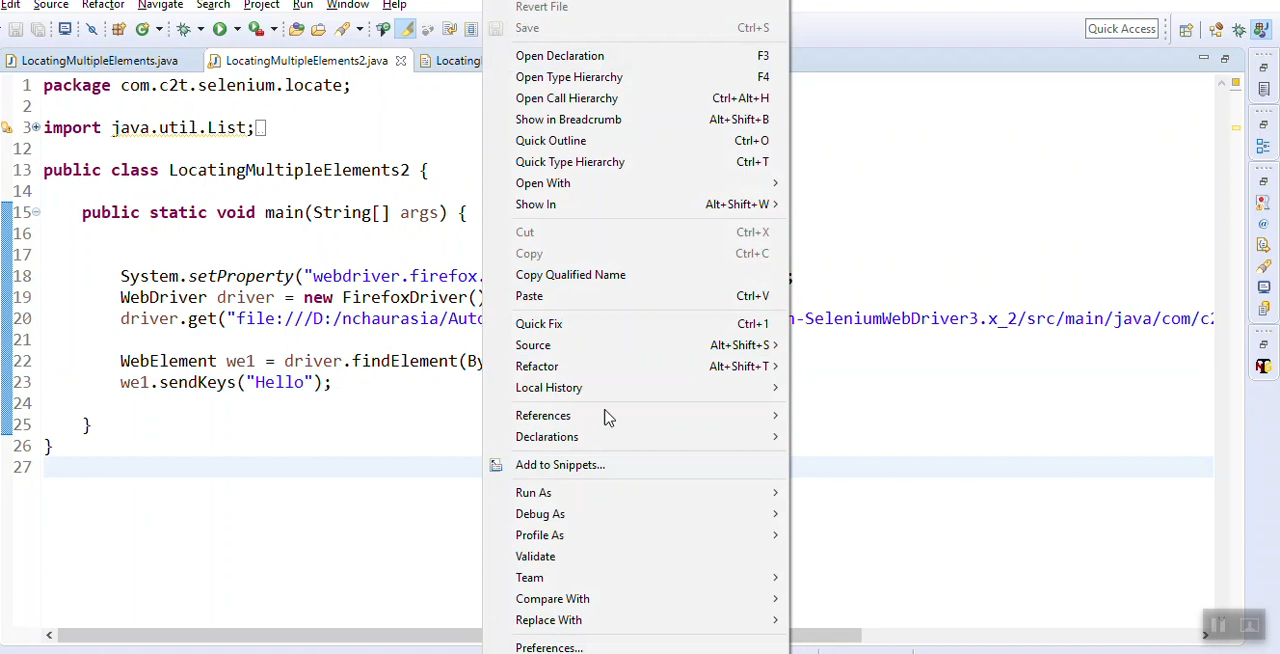 Edit Source Refactor Navigate Search Project Run Window Help
Quick Access
LocatingMultipleElements.java LocatingMultipleElements2.java Locating
1 package com.c2t.selenium.locate;
2
3 import java.util.List;
12
13 public class LocatingMultipleElements2 {
14
15 public static void main(String[] args) {
16
17
18 System.setProperty("webdriver.firefox. ;
19 WebDriver driver = new FirefoxDriver()
20 driver.get("file:///D:/nchaurasia/Auto n-SeleniumWebDriver3.x_2/src/main/java/com/c2
21
22 WebElement we1 = driver.findElement(By
23 we1.sendKeys("Hello");
24
25 }
26 }
27
Revert File
Save Ctrl+S
Open Declaration F3
Open Type Hierarchy F4
Open Call Hierarchy Ctrl+Alt+H
Show in Breadcrumb Alt+Shift+B
Quick Outline Ctrl+O
Quick Type Hierarchy Ctrl+T
Open With
Show In Alt+Shift+W
Cut Ctrl+X
Copy Ctrl+C
Copy Qualified Name
Paste Ctrl+V
Quick Fix Ctrl+1
Source Alt+Shift+S
Refactor Alt+Shift+T
Local History
References
Declarations
Add to Snippets...
Run As
Debug As
Profile As
Validate
Team
Compare With
Replace With
Preferences...